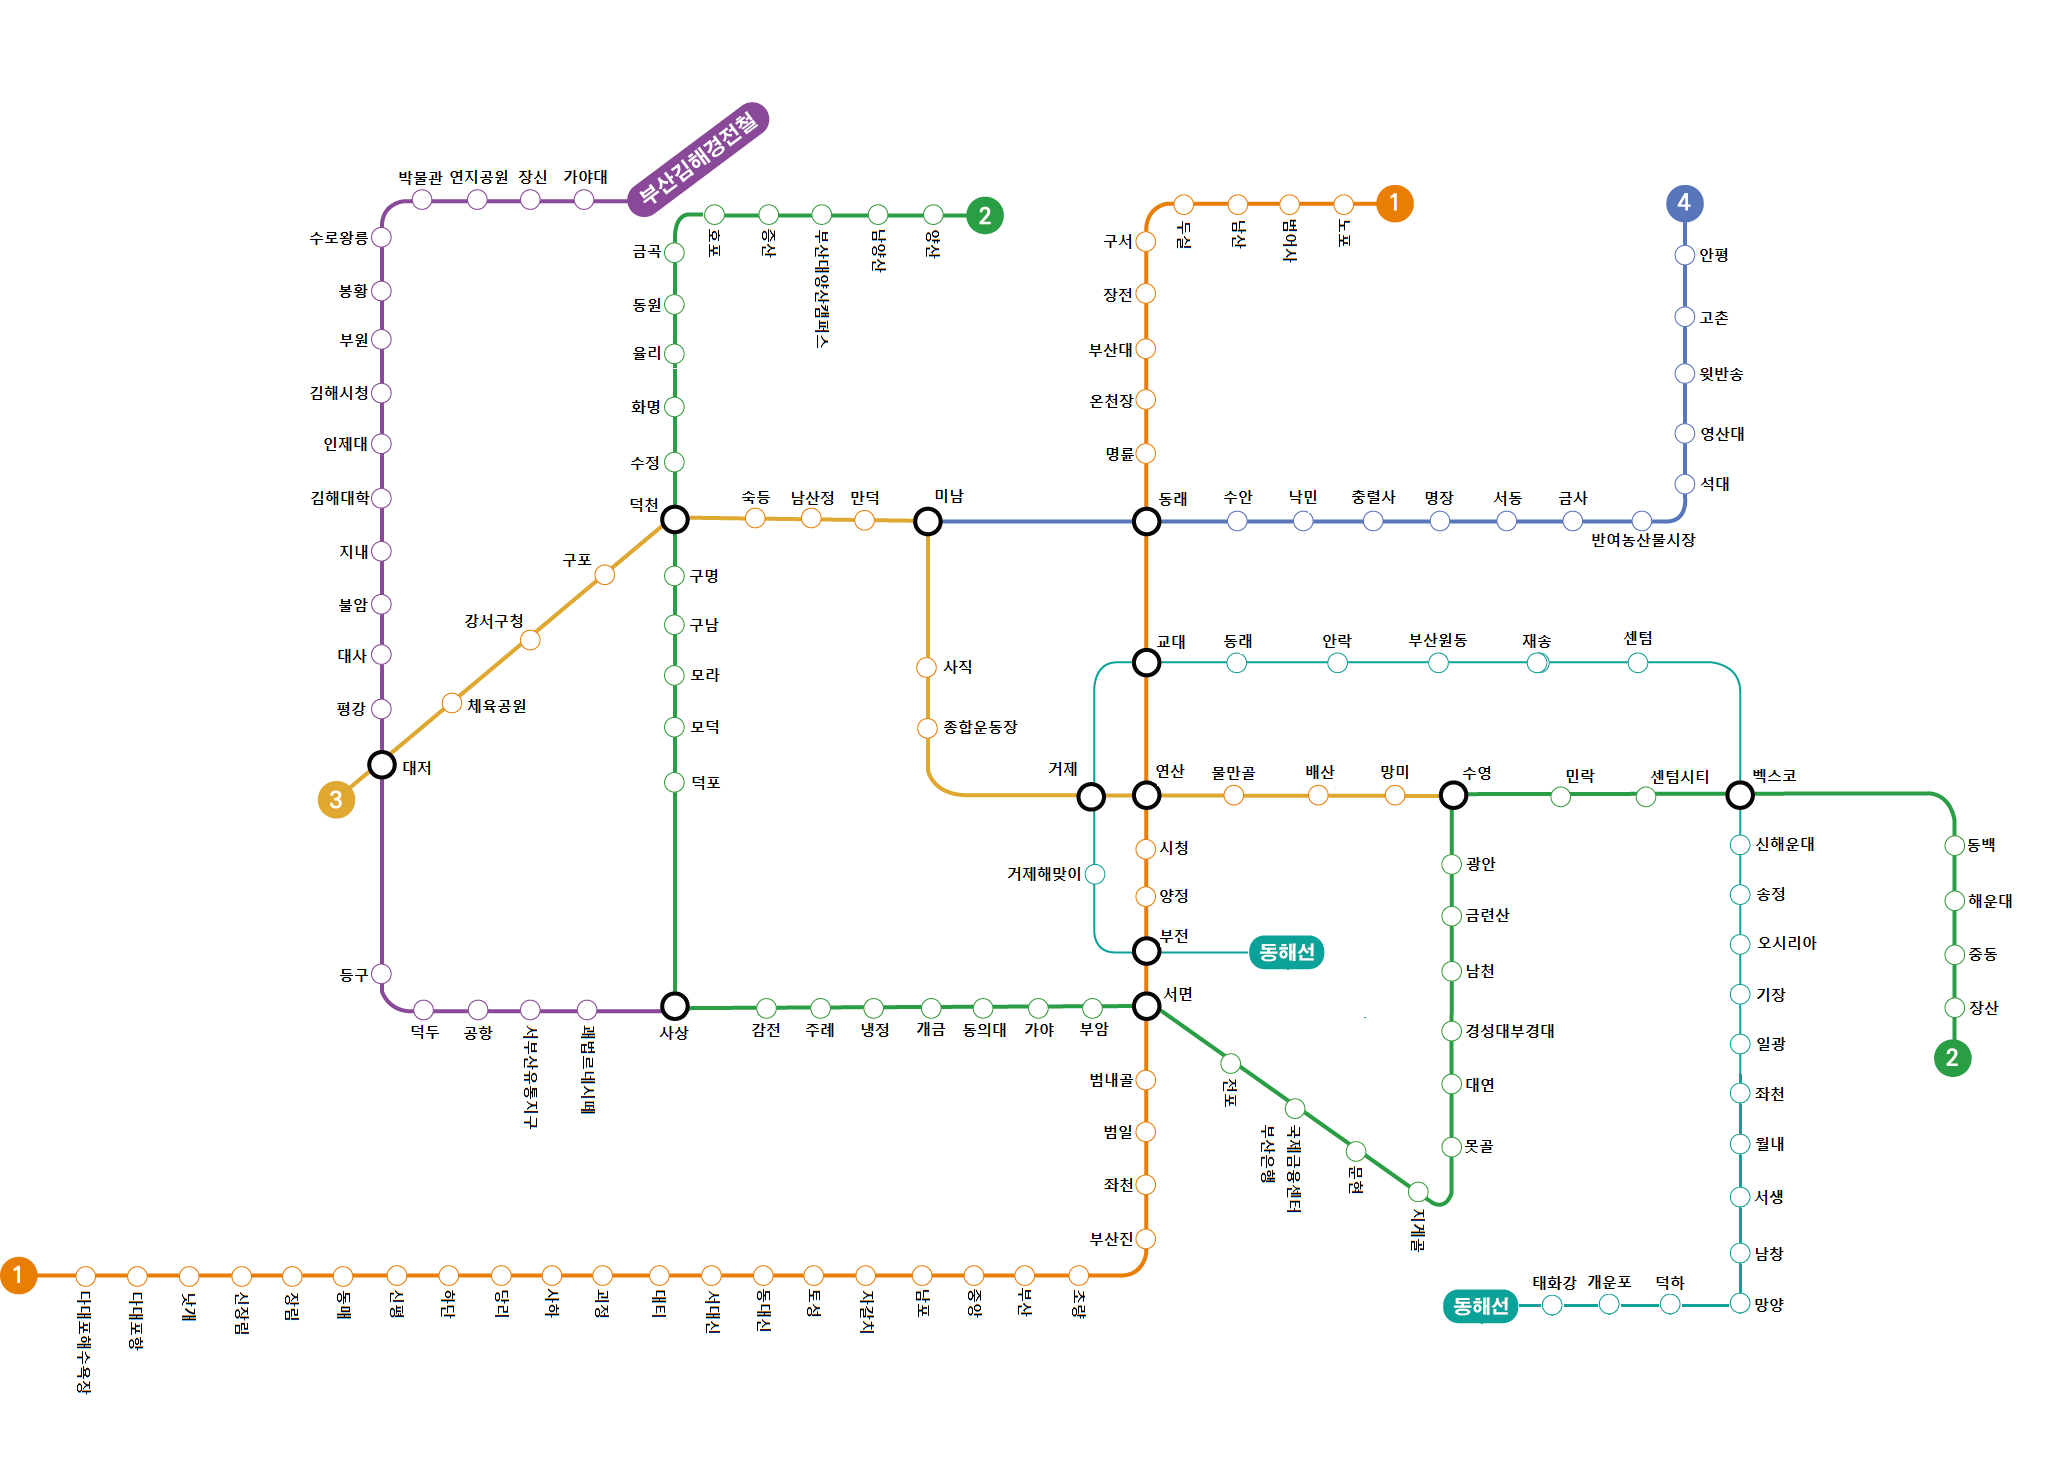 부산김해경전철
박물관
연지공원
장신
가야대
수로왕릉
봉황
부원
김해시청
인제대
김해대학
지내
불암
대사
평강
대저
등구
덕두
공항
서부산유통지구
괘법르네시떼
사상
2
호포
증산
부산대양산캠퍼스
남양산
양산
금곡
동원
율리
화명
수정
덕천
구명
구남
모라
모덕
덕포
감전
주례
냉정
개금
동의대
가야
부암
서면
전포
국제금융센터
부산은행
문현
지게골
못골
대연
경성대부경대
남천
금련산
광안
수영
민락
센텀시티
벡스코
동백
해운대
중동
장산
2
3
체육공원
강서구청
구포
숙등
남산정
만덕
미남
사직
종합운동장
거제
연산
물만골
배산
망미
1
노포
범어사
남산
두실
구서
장전
부산대
온천장
명륜
동래
교대
시청
양정
부전
범내골
범일
좌천
부산진
초량
부산
중앙
남포
자갈치
토성
동대신
서대신
대티
괴정
사하
당리
하단
신평
동매
장림
신장림
낫개
다대포항
다대포해수욕장
1
4
안평
고촌
윗반송
영산대
석대
반여농산물시장
금사
서동
명장
충렬사
낙민
수안
동해선
거제해맞이
동래
안락
부산원동
재송
센텀
신해운대
송정
오시리아
기장
일광
좌천
월내
서생
남창
망양
덕하
개운포
태화강
동해선